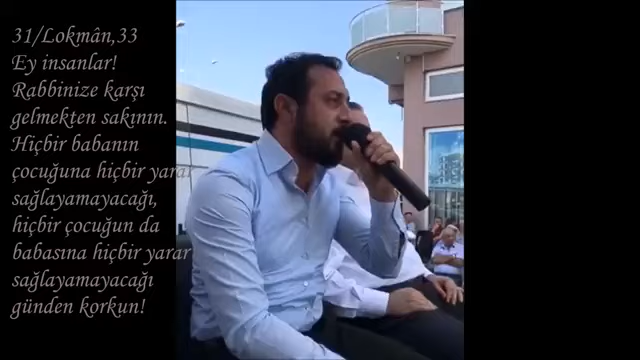 31/Lokmân,33
Ey insanlar!
Rabbinize karşı
gelmekten sakının.
Hiçbir babanın
çocuğuna hiçbir yarar
sağlayamayacağı,
hiçbir çocuğun da
babasına hiçbir yarar
sağlayamayacağı
günden korkun!